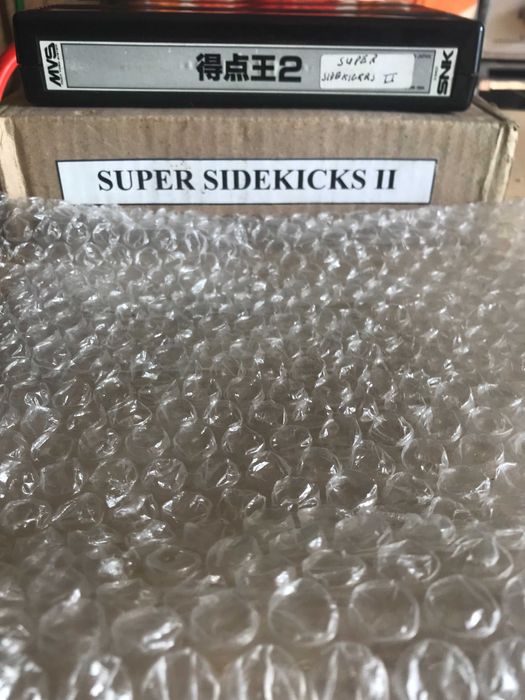 MVS
得点王2
SUPER
SIDEKICKS II
SNK
SUPER SIDEKICKS II